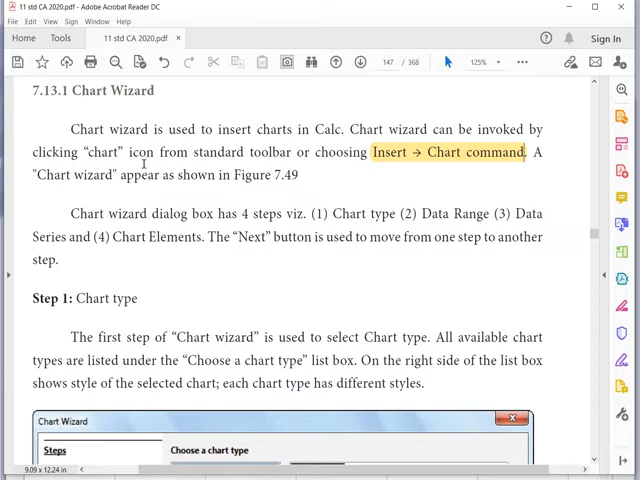 11 std CA 2020.pdf - Adobe Acrobat Reader DC
File Edit View Sign Window Help
Home Tools 11 std CA 2020.pdf × Sign In
147 / 368 125%
7.13.1 Chart Wizard
Chart wizard is used to insert charts in Calc. Chart wizard can be invoked by
clicking “chart” icon from standard toolbar or choosing Insert → Chart command. A
"Chart wizard" appear as shown in Figure 7.49
Chart wizard dialog box has 4 steps viz. (1) Chart type (2) Data Range (3) Data
Series and (4) Chart Elements. The “Next” button is used to move from one step to another
step.
Step 1: Chart type
The first step of “Chart wizard” is used to select Chart type. All available chart
types are listed under the “Choose a chart type” list box. On the right side of the list box
shows style of the selected chart; each chart type has different styles.
Chart Wizard
Steps Choose a chart type
9.09 x 12.24 in